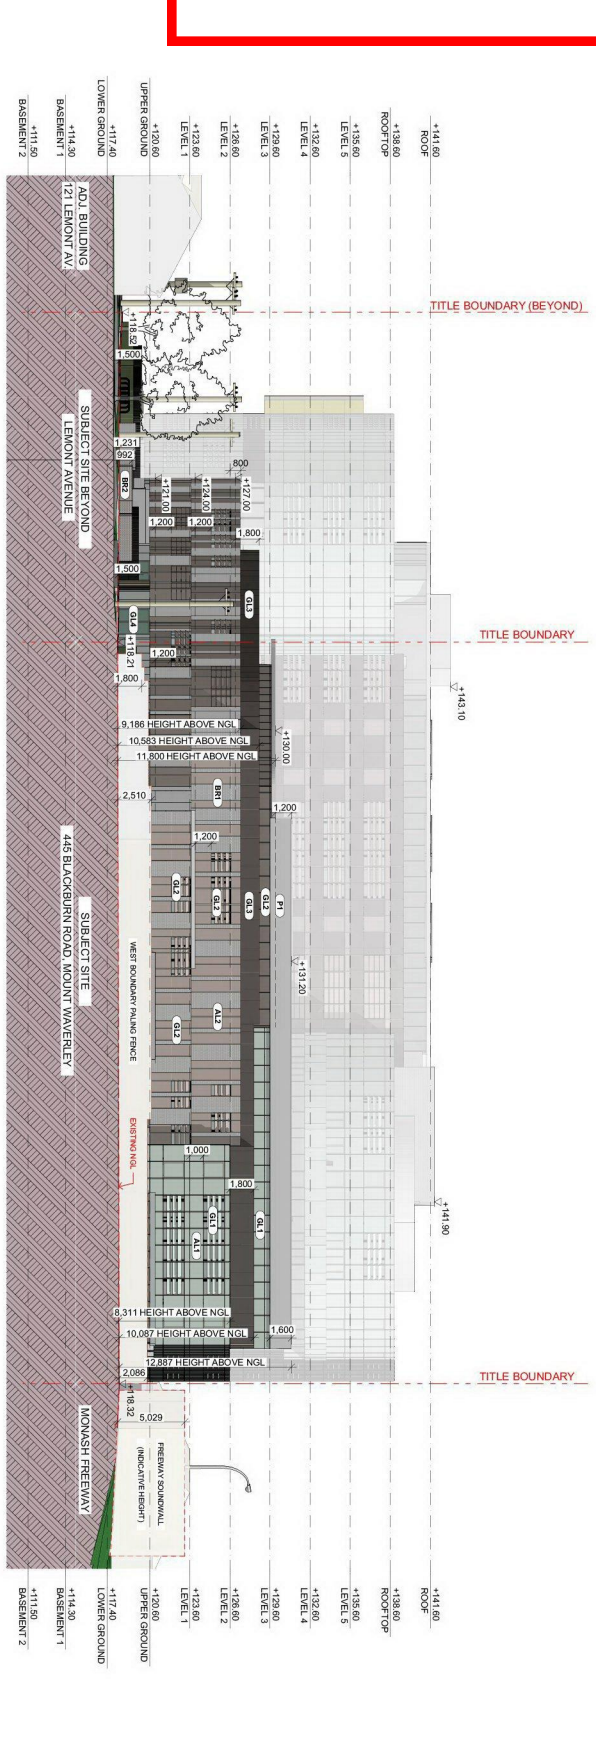 +141.60
ROOF
+138.60
ROOFTOP
+135.60
LEVEL 5
+132.60
LEVEL 4
+129.60
LEVEL 3
+126.60
LEVEL 2
+123.60
LEVEL 1
+120.60
UPPER GROUND
+117.40
LOWER GROUND
+114.30
BASEMENT 1
+111.50
BASEMENT 2
TITLE BOUNDARY (BEYOND)
TITLE BOUNDARY
TITLE BOUNDARY
+143.10
+141.90
+131.20
+130.00
+127.00
+124.00
+121.00
+118.52
+118.21
+118.32
800
1,800
1,200
1,200
1,500
1,231
992
1,500
1,200
1,800
9,186 HEIGHT ABOVE NGL
10,583 HEIGHT ABOVE NGL
11,800 HEIGHT ABOVE NGL
2,510
1,200
1,200
1,000
1,800
8,311 HEIGHT ABOVE NGL
10,087 HEIGHT ABOVE NGL
12,887 HEIGHT ABOVE NGL
1,600
2,086
5,029
BR2
GL4
GL3
BR1
P1
GL2
GL3
GL2
GL2
AL2
GL2
GL1
GL1
AL1
WEST BOUNDARY PALING FENCE
EXISTING NGL
FREEWAY SOUNDWALL
(INDICATIVE HEIGHT)
ADJ. BUILDING
121 LEMONT AV.
SUBJECT SITE BEYOND
LEMONT AVENUE
SUBJECT SITE
445 BLACKBURN ROAD, MOUNT WAVERLEY
MONASH FREEWAY
+141.60
ROOF
+138.60
ROOFTOP
+135.60
LEVEL 5
+132.60
LEVEL 4
+129.60
LEVEL 3
+126.60
LEVEL 2
+123.60
LEVEL 1
+120.60
UPPER GROUND
+117.40
LOWER GROUND
+114.30
BASEMENT 1
+111.50
BASEMENT 2